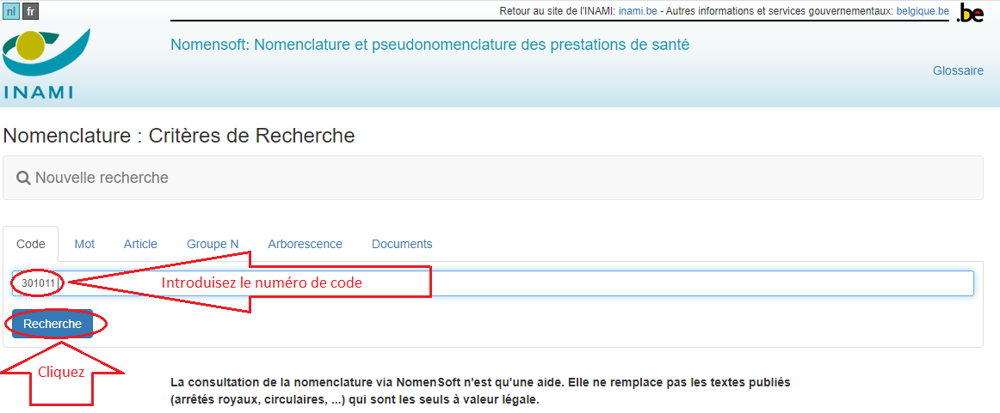 nl fr
Retour au site de l'INAMI: inami.be - Autres informations et services gouvernementaux: belgique.be
.be
Nomensoft: Nomenclature et pseudonomenclature des prestations de santé
Glossaire
INAMI
Nomenclature : Critères de Recherche
Nouvelle recherche
Code Mot Article Groupe N Arborescence Documents
301011 Introduisez le numéro de code
Recherche
Cliquez
La consultation de la nomenclature via NomenSoft n'est qu'une aide. Elle ne remplace pas les textes publiés
(arrêtés royaux, circulaires, ...) qui sont les seuls à valeur légale.